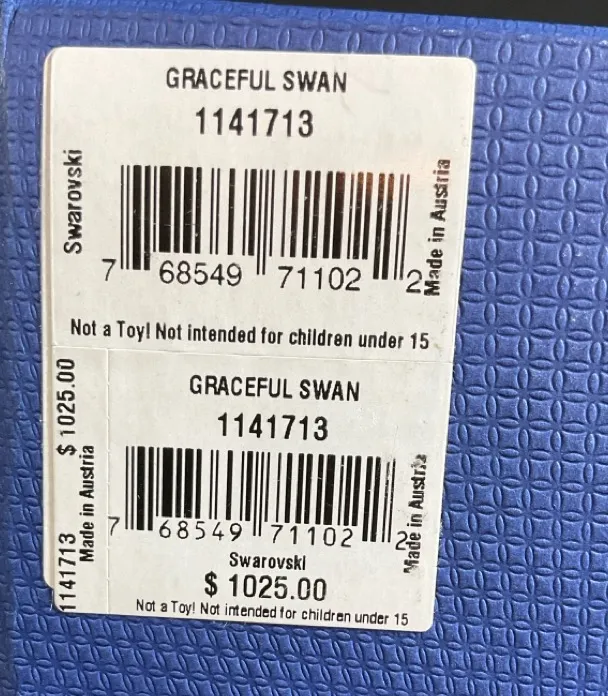 GRACEFUL SWAN
1141713
Swarovski
Made in Austria
7 68549 71102 2
Not a Toy! Not intended for children under 15
1141713 $ 1025.00
Made in Austria
GRACEFUL SWAN
1141713
Made in Austria
7 68549 71102 2
Swarovski
$ 1025.00
Not a Toy! Not intended for children under 15